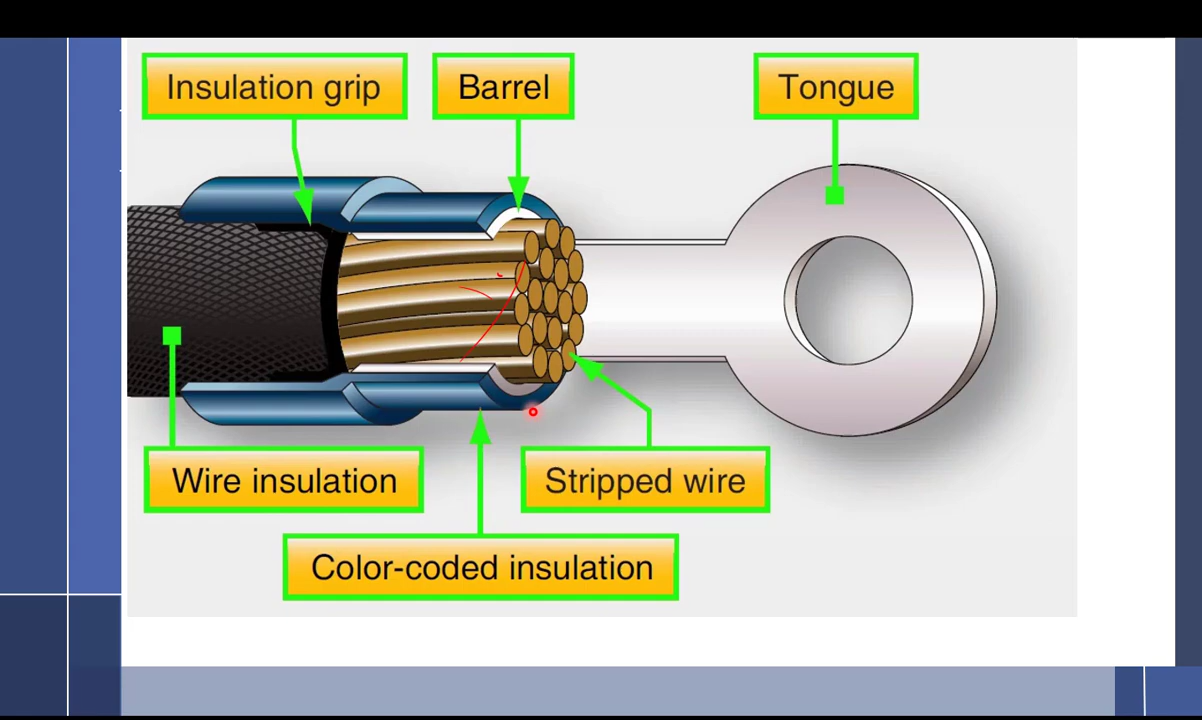 Insulation grip
Barrel
Tongue
Wire insulation
Stripped wire
Color-coded insulation